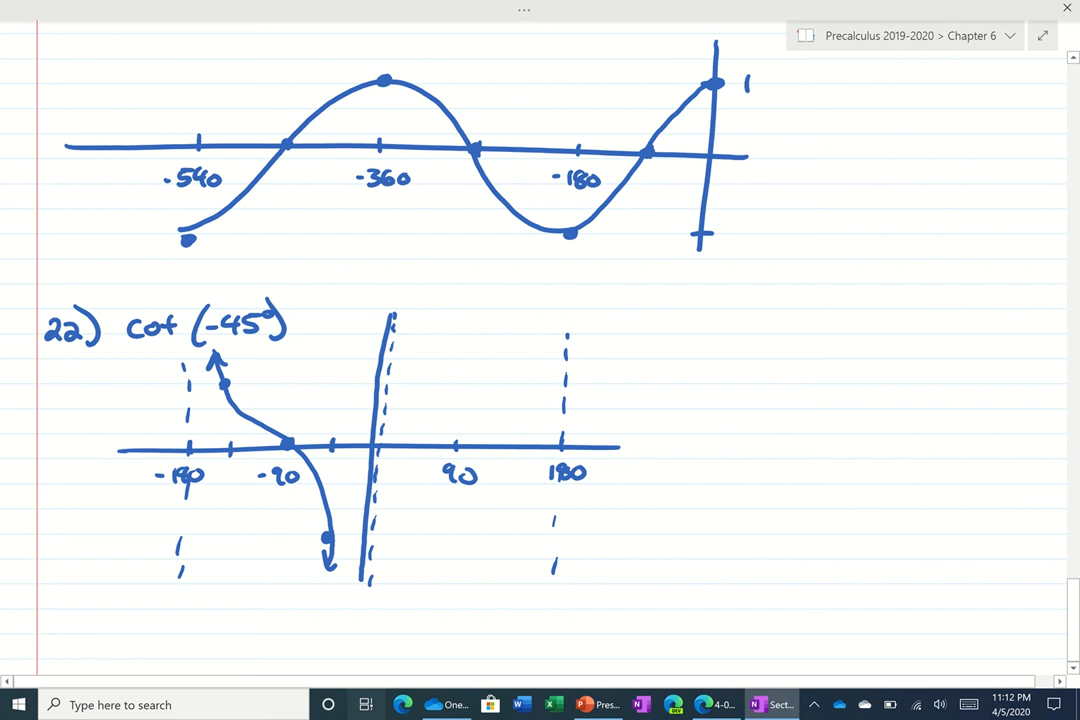 Precalculus 2019-2020 > Chapter 6
1
-540 -360 -180
22) cot (-45°)
-180 -90 90 180
Type here to search
One...
Pres...
4-0...
Sect...
11:12 PM
4/5/2020